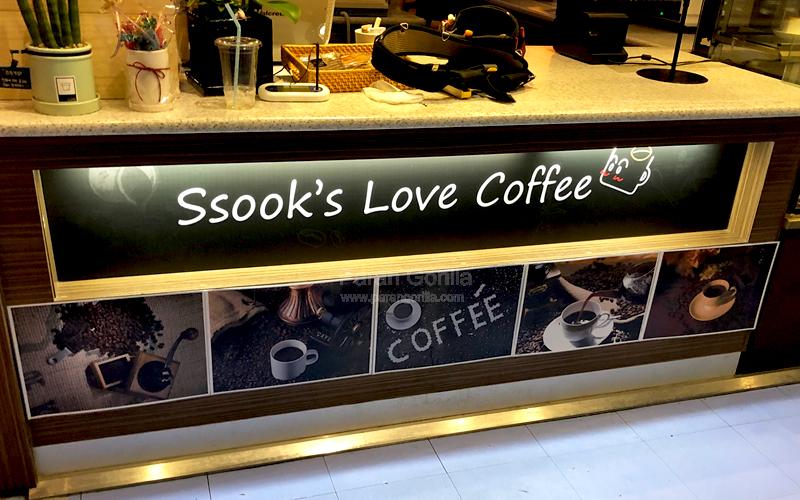 Ssook's Love Coffee
Paran Gorilla
www.parangorilla.com
COFFEE